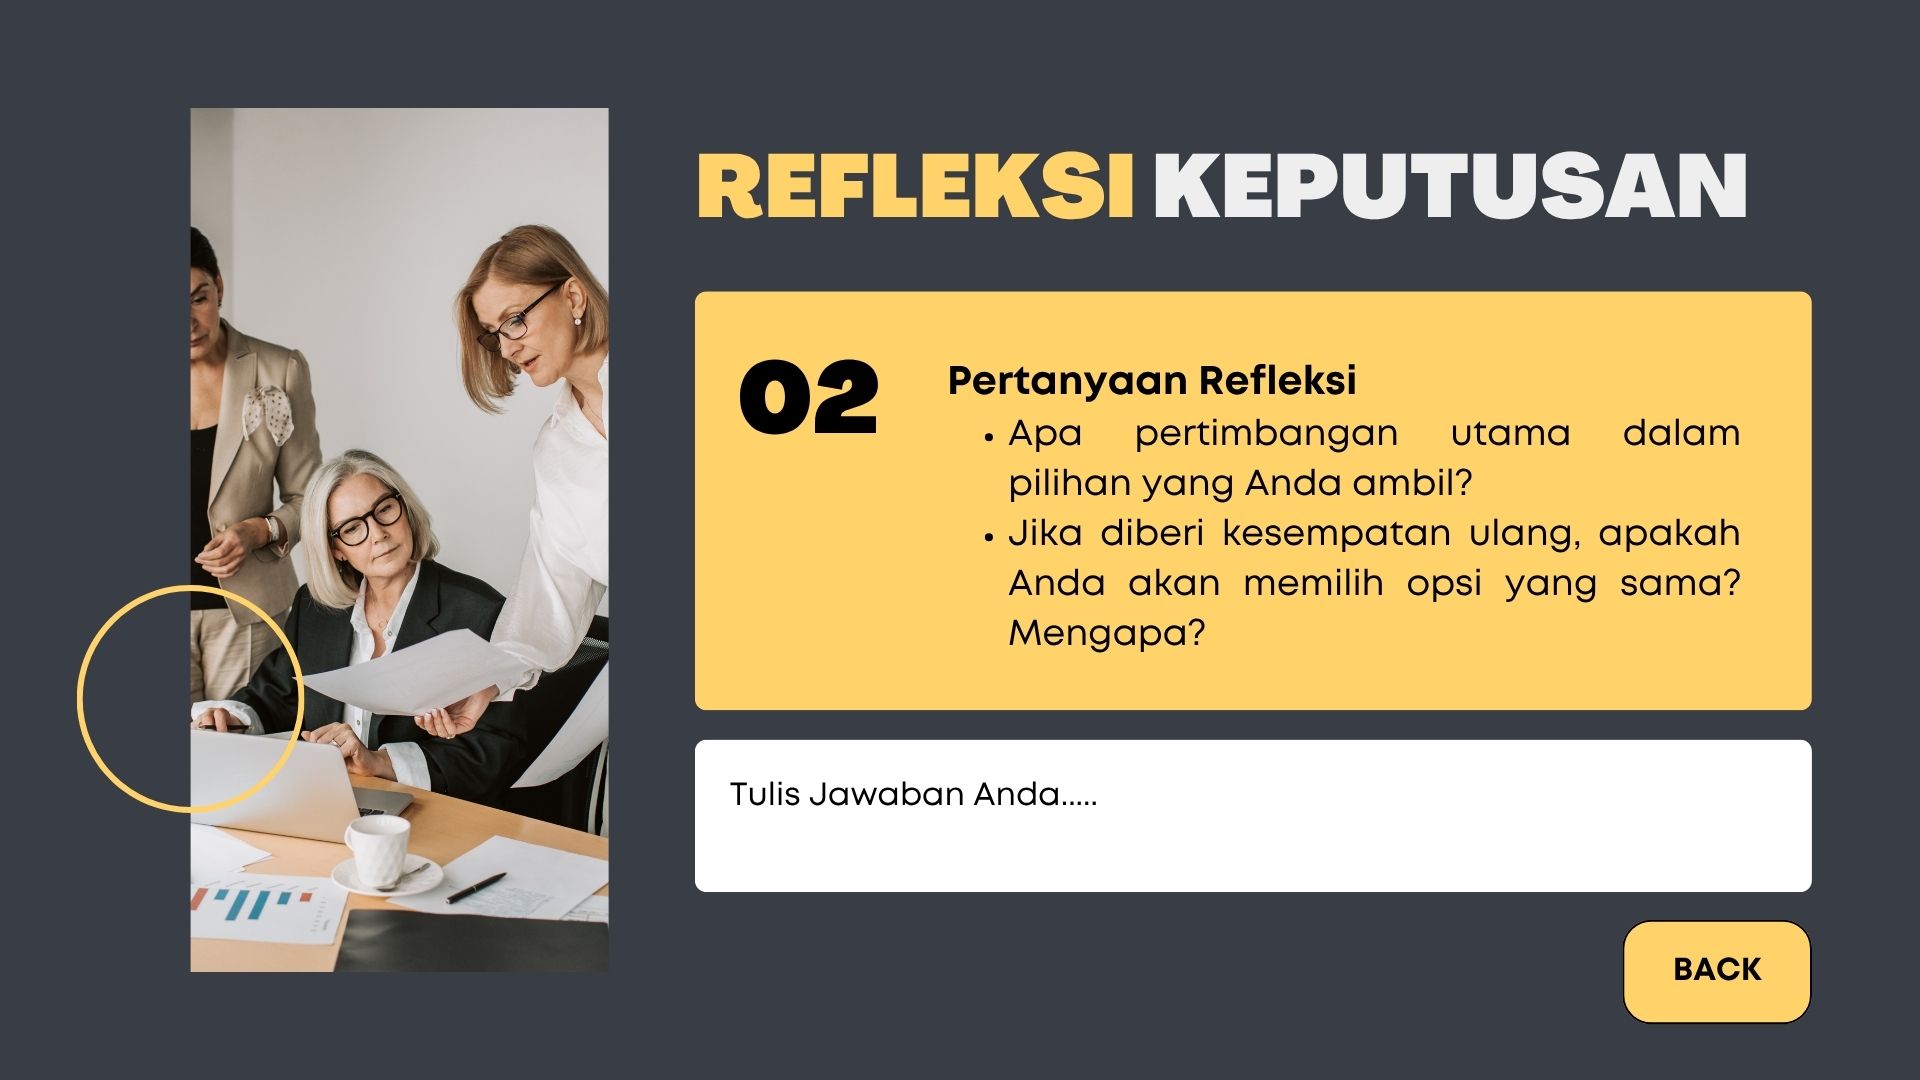 REFLEKSI KEPUTUSAN
02
Pertanyaan Refleksi
• Apa pertimbangan utama dalam
pilihan yang Anda ambil?
• Jika diberi kesempatan ulang, apakah
Anda akan memilih opsi yang sama?
Mengapa?
Tulis Jawaban Anda.....
BACK